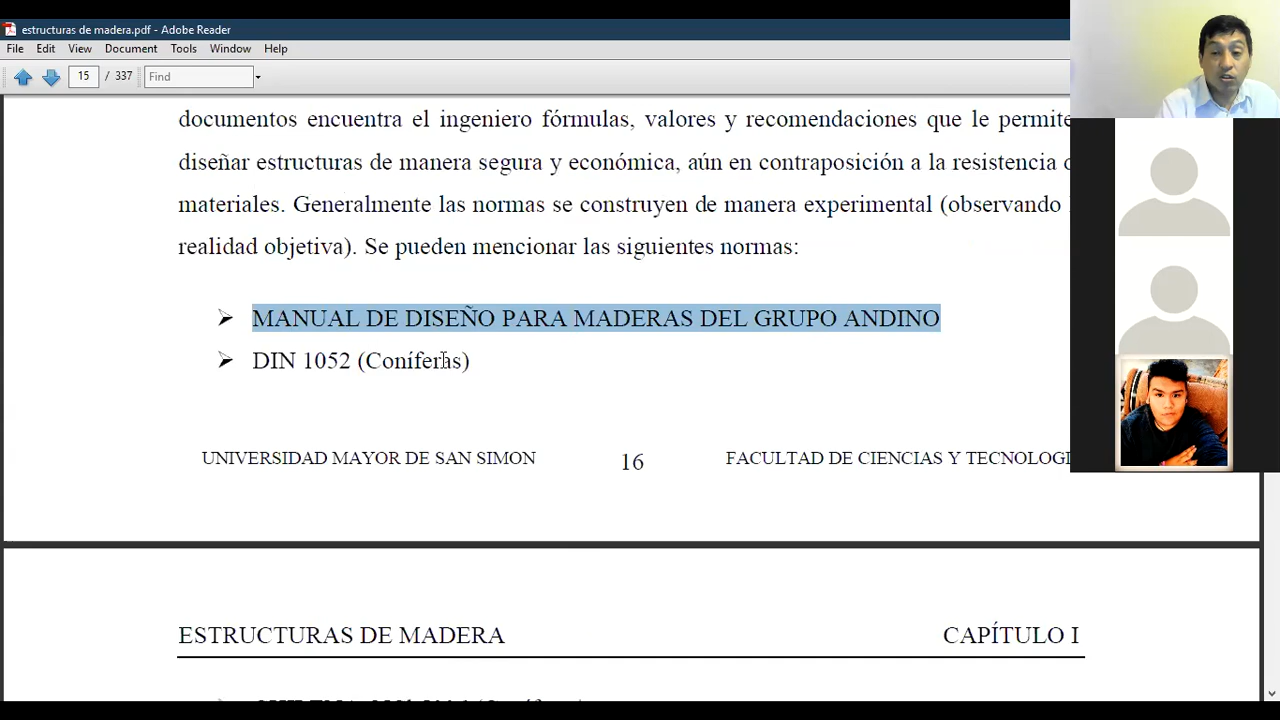 estructuras de madera.pdf - Adobe Reader
File Edit View Document Tools Window Help
15 / 337 Find
documentos encuentra el ingeniero fórmulas, valores y recomendaciones que le permite
diseñar estructuras de manera segura y económica, aún en contraposición a la resistencia
materiales. Generalmente las normas se construyen de manera experimental (observando
realidad objetiva). Se pueden mencionar las siguientes normas:
➢ MANUAL DE DISEÑO PARA MADERAS DEL GRUPO ANDINO
➢ DIN 1052 (Coníferas)
UNIVERSIDAD MAYOR DE SAN SIMON 16 FACULTAD DE CIENCIAS Y TECNOLOGI
ESTRUCTURAS DE MADERA CAPÍTULO I